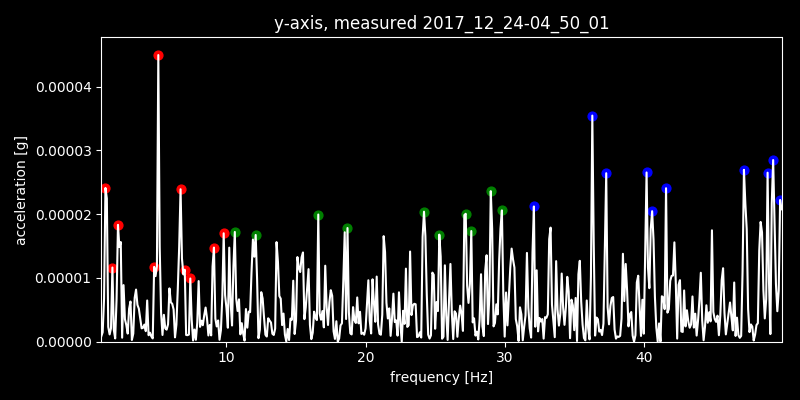 y-axis, measured 2017_12_24-04_50_01
0.00004
0.00003
0.00002
0.00001
0.00000
acceleration [g]
10 20 30 40
frequency [Hz]